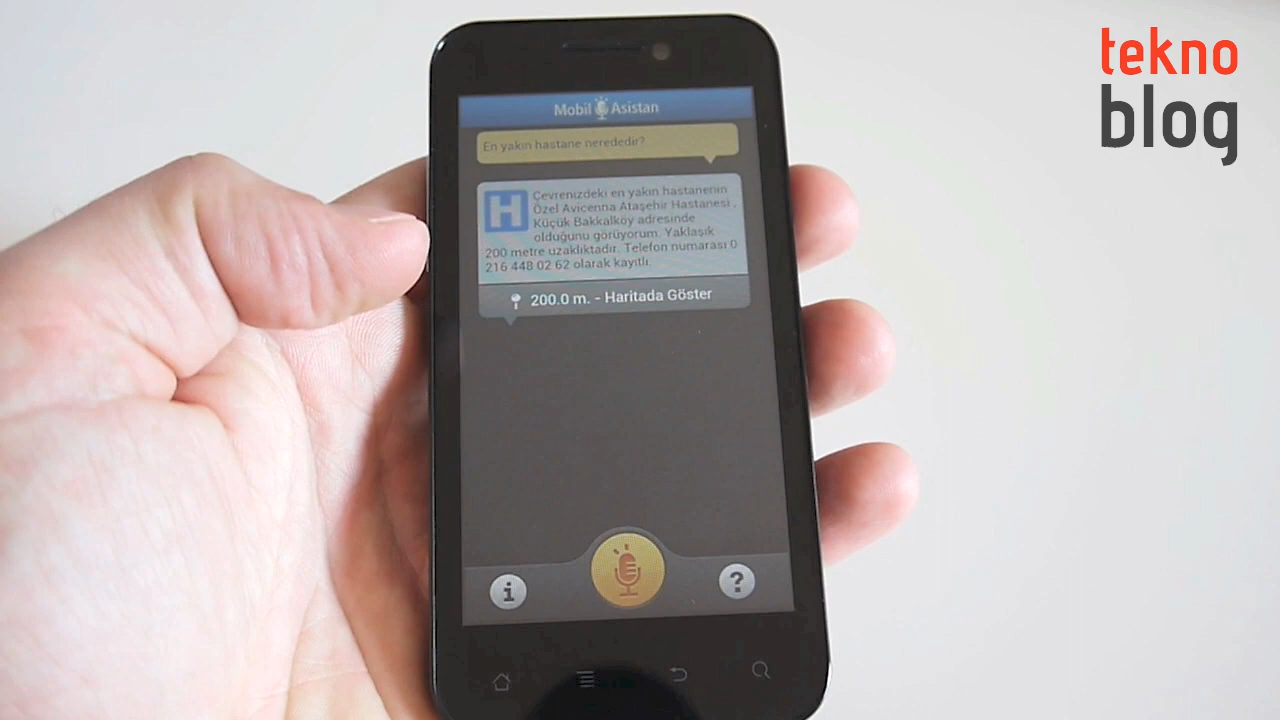 tekno
blog
Mobil Asistan
En yakın hastane nerededir?
H
Çevrenizdeki en yakın hastanenin
Özel Avicenna Ataşehir Hastanesi ,
Küçük Bakkalköy adresinde
olduğunu görüyorum. Yaklaşık
200 metre uzaklıktadır. Telefon numarası 0
216 448 02 62 olarak kayıtlı.
200.0 m. - Haritada Göster
i
?